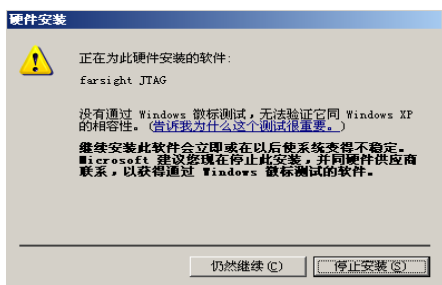 硬件安装
正在为此硬件安装的软件:
farsight JTAG
没有通过 Windows 徽标测试，无法验证它同 Windows XP
的相容性。(告诉我为什么这个测试很重要。)
继续安装此软件会立即或在以后使系统变得不稳定。
Microsoft 建议您现在停止此安装，并同硬件供应商
联系，以获得通过 Windows 徽标测试的软件。
仍然继续(C) 停止安装(S)